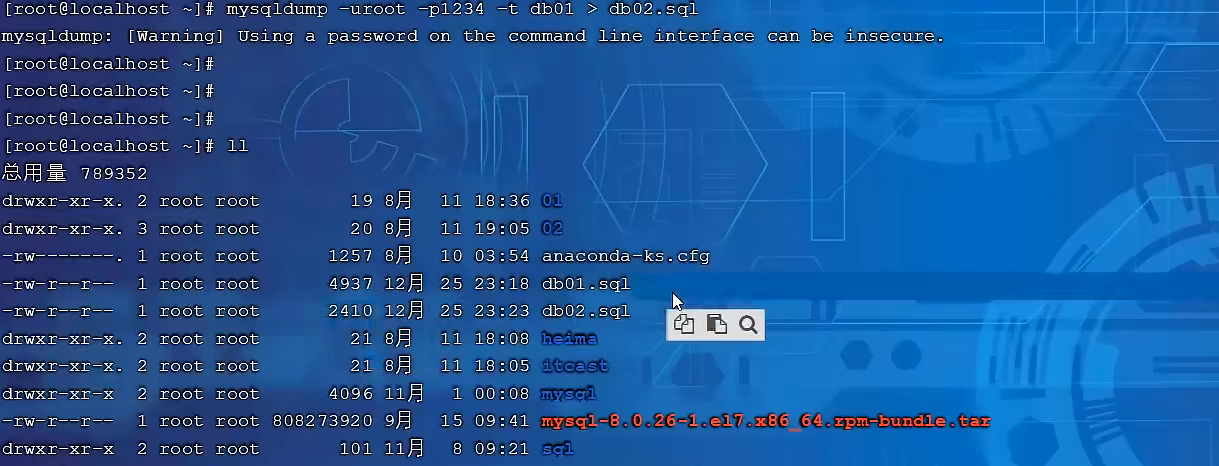 [root@localhost ~]# mysqldump -uroot -p1234 -t db01 > db02.sql
mysqldump: [Warning] Using a password on the command line interface can be insecure.
[root@localhost ~]#
[root@localhost ~]#
[root@localhost ~]#
[root@localhost ~]# ll
总用量 789352
drwxr-xr-x. 2 root root 19 8月 11 18:36 01
drwxr-xr-x. 3 root root 20 8月 11 19:05 02
-rw-------. 1 root root 1257 8月 10 03:54 anaconda-ks.cfg
-rw-r--r-- 1 root root 4937 12月 25 23:18 db01.sql
-rw-r--r-- 1 root root 2410 12月 25 23:23 db02.sql
drwxr-xr-x. 2 root root 21 8月 11 18:08 heima
drwxr-xr-x. 2 root root 21 8月 11 18:05 itcast
drwxr-xr-x 2 root root 4096 11月 1 00:08 mysql
-rw-r--r-- 1 root root 808273920 9月 15 09:41 mysql-8.0.26-1.el7.x86_64.rpm-bundle.tar
drwxr-xr-x 2 root root 101 11月 8 09:21 sql